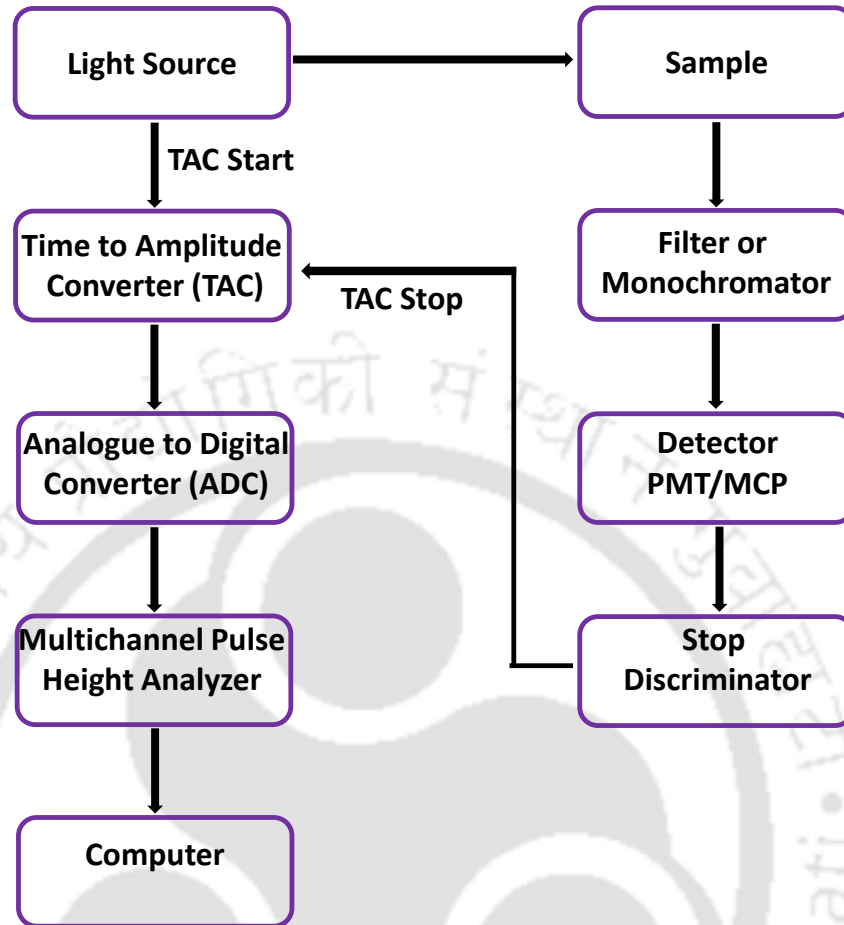 Light Source
Sample
TAC Start
Time to Amplitude
Converter (TAC)
Filter or
Monochromator
TAC Stop
Analogue to Digital
Converter (ADC)
Detector
PMT/MCP
Multichannel Pulse
Height Analyzer
Stop
Discriminator
Computer